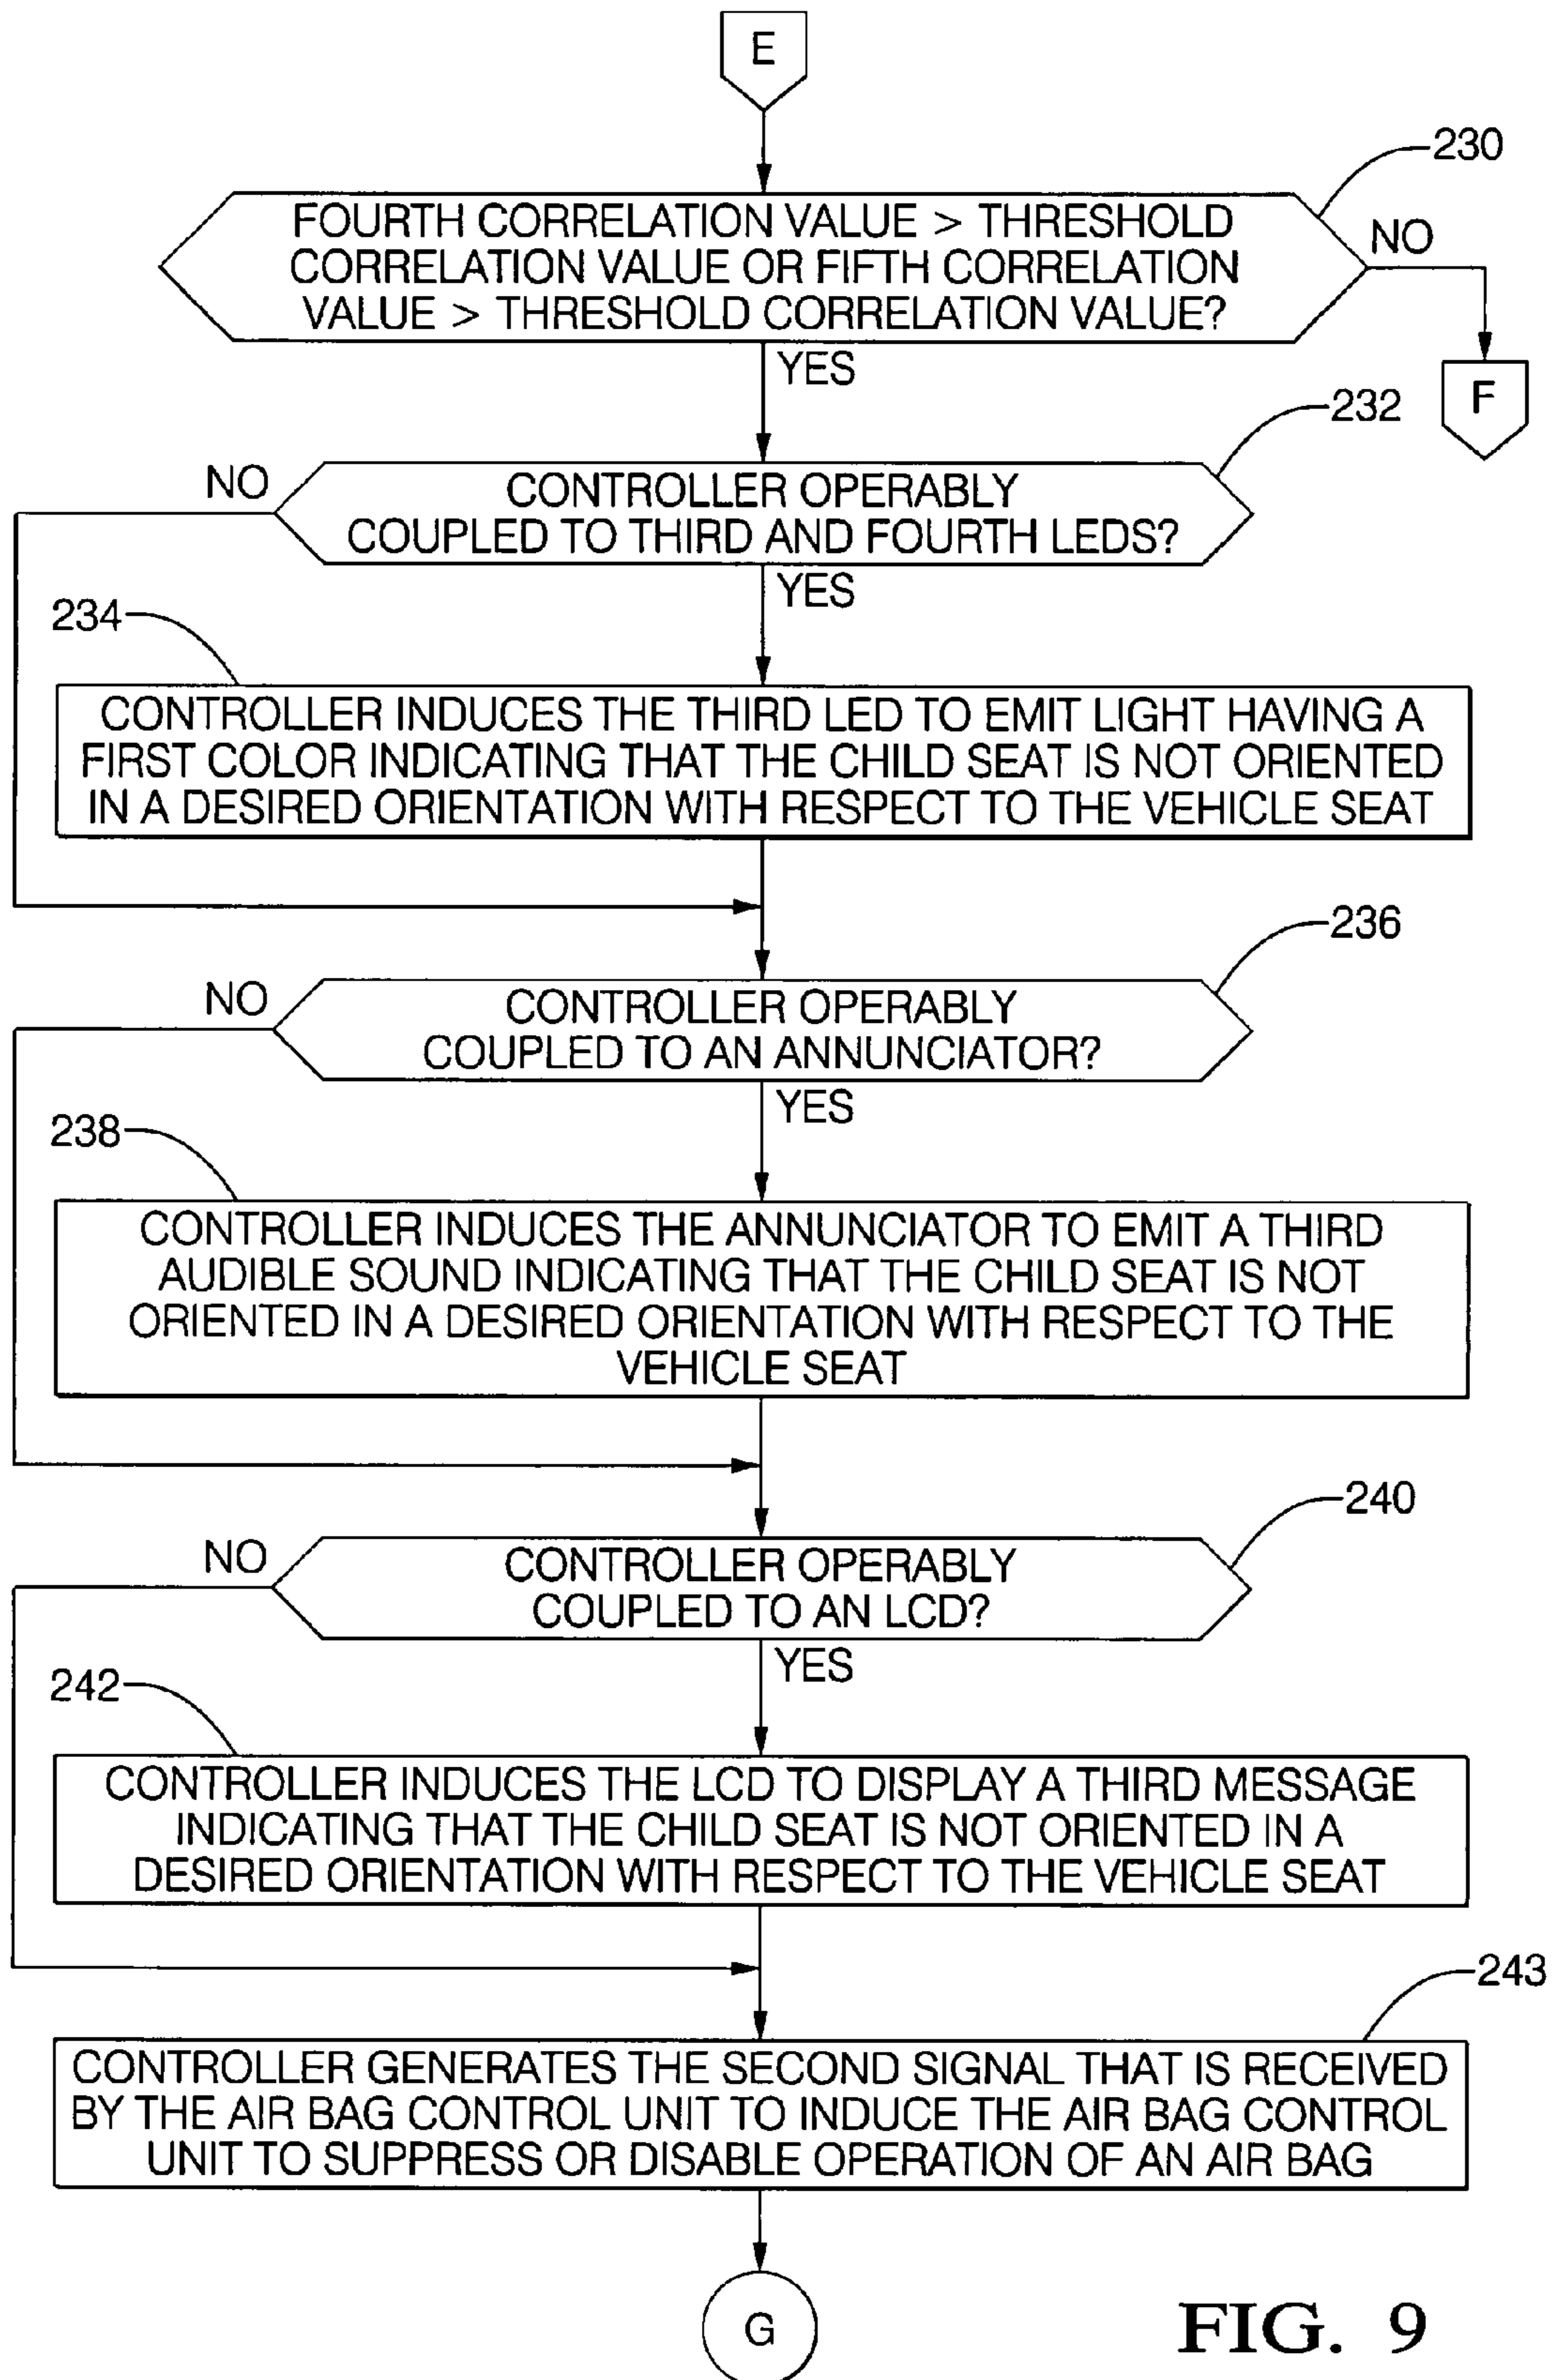 E
230
FOURTH CORRELATION VALUE > THRESHOLD
CORRELATION VALUE OR FIFTH CORRELATION
VALUE > THRESHOLD CORRELATION VALUE?
NO
YES
F
232
NO
CONTROLLER OPERABLY
COUPLED TO THIRD AND FOURTH LEDS?
YES
234
CONTROLLER INDUCES THE THIRD LED TO EMIT LIGHT HAVING A
FIRST COLOR INDICATING THAT THE CHILD SEAT IS NOT ORIENTED
IN A DESIRED ORIENTATION WITH RESPECT TO THE VEHICLE SEAT
236
NO
CONTROLLER OPERABLY
COUPLED TO AN ANNUNCIATOR?
YES
238
CONTROLLER INDUCES THE ANNUNCIATOR TO EMIT A THIRD
AUDIBLE SOUND INDICATING THAT THE CHILD SEAT IS NOT
ORIENTED IN A DESIRED ORIENTATION WITH RESPECT TO THE
VEHICLE SEAT
240
NO
CONTROLLER OPERABLY
COUPLED TO AN LCD?
YES
242
CONTROLLER INDUCES THE LCD TO DISPLAY A THIRD MESSAGE
INDICATING THAT THE CHILD SEAT IS NOT ORIENTED IN A
DESIRED ORIENTATION WITH RESPECT TO THE VEHICLE SEAT
243
CONTROLLER GENERATES THE SECOND SIGNAL THAT IS RECEIVED
BY THE AIR BAG CONTROL UNIT TO INDUCE THE AIR BAG CONTROL
UNIT TO SUPPRESS OR DISABLE OPERATION OF AN AIR BAG
G
FIG. 9